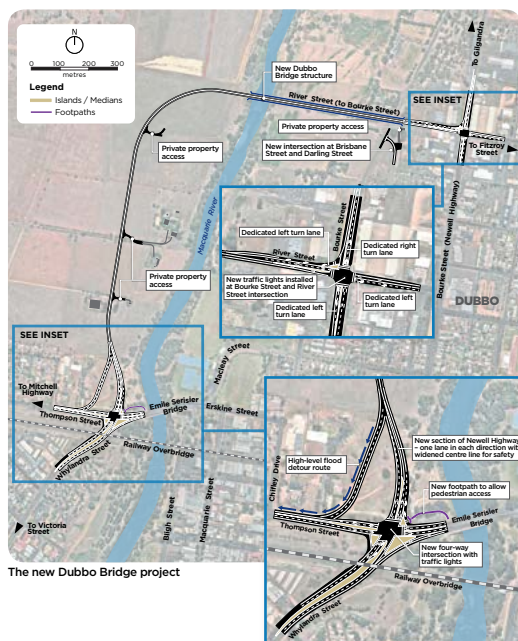 N
0 100 200 300
metres
Legend
Islands / Medians
Footpaths
New Dubbo
Bridge structure
To Gilgandra
River Street (to Bourke Street)
SEE INSET
Private property access
Private property
access
New intersection at Brisbane
Street and Darling Street
To Fitzroy
Street
Macquarie River
Bourke Street (Newell Highway)
Dedicated left turn lane
Bourke Street
River Street
Dedicated right
turn lane
New traffic lights installed
at Bourke Street and River
Street intersection
Dedicated left
turn lane
Dedicated left
turn lane
DUBBO
Private property
access
SEE INSET
To Mitchell
Highway
Thompson Street
Emile Serisier
Bridge
Macleay Street
Erskine Street
Whylandra Street
Railway Overbridge
Bligh Street
Macquarie Street
To Victoria
Street
High-level flood
detour route
New section of Newell Highway
– one lane in each direction with
widened centre line for safety
Chifley Drive
New footpath to allow
pedestrian access
Thompson Street
Emile Serisier
Bridge
New four-way
intersection with
traffic lights
Railway Overbridge
Whylandra Street
The new Dubbo Bridge project